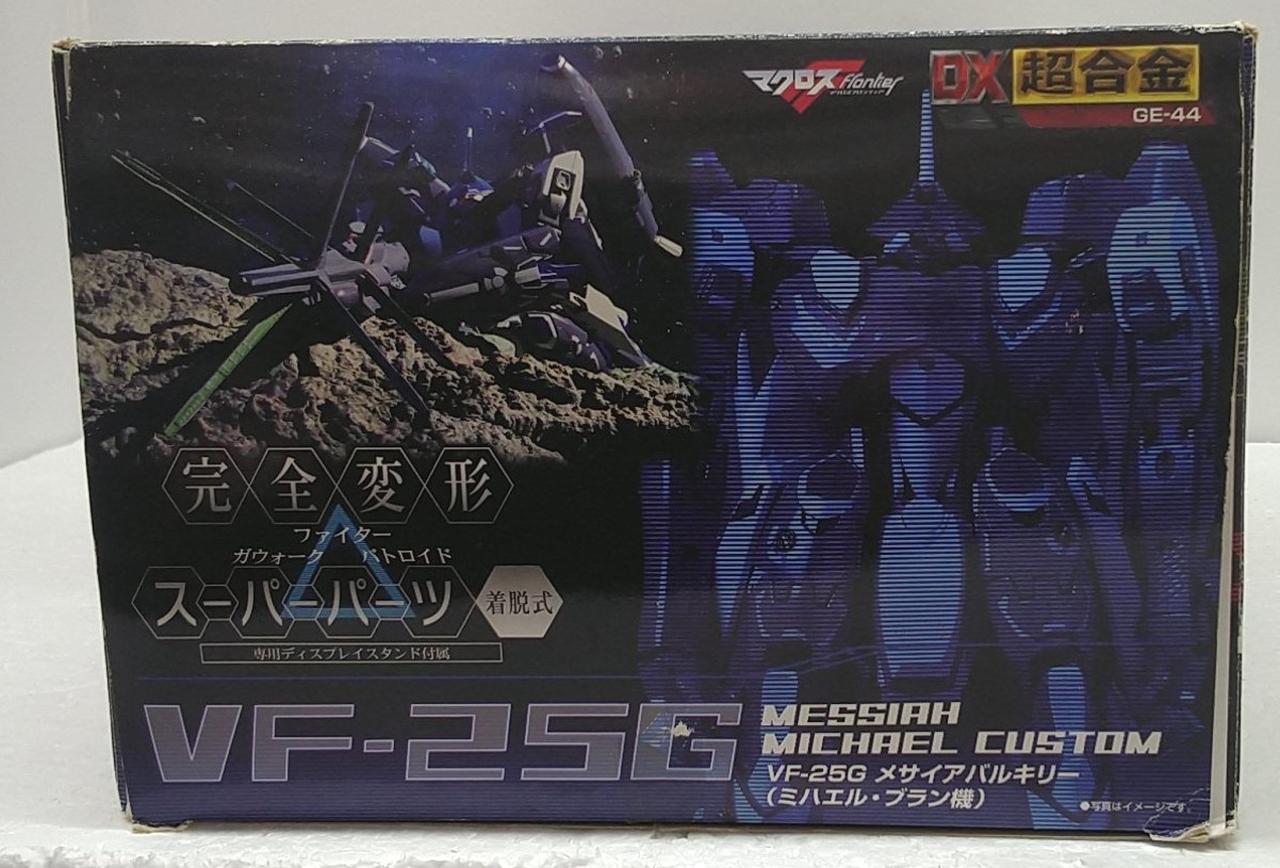 マクロスFrontier
DX超合金
GE-44
完全変形
ファイター
ガウォーク バトロイド
スーパーパーツ 着脱式
専用ディスプレイスタンド付属
VF-25G
MESSIAH
MICHAEL CUSTOM
VF-25G メサイアバルキリー
(ミハエル・ブラン機)
●写真はイメージです。